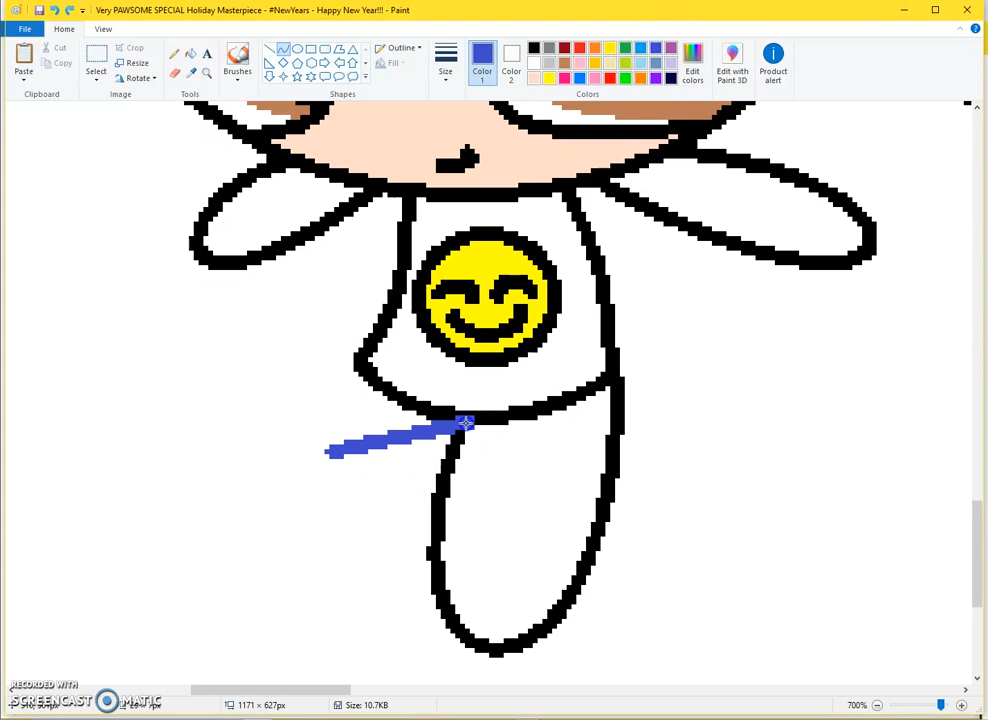 Very PAWSOME SPECIAL Holiday Masterpiece - #NewYears - Happy New Year!!! - Paint
File Home View
Paste
Cut
Copy
Clipboard
Select
Crop
Resize
Rotate
Image
A
Tools
Brushes
Shapes
Outline
Fill
Size
Color 1
Color 2
Colors
Edit colors
Edit with Paint 3D
Product alert
RECORDED WITH
SCREENCAST MATIC
1171 × 627px
Size: 10.7KB
700%